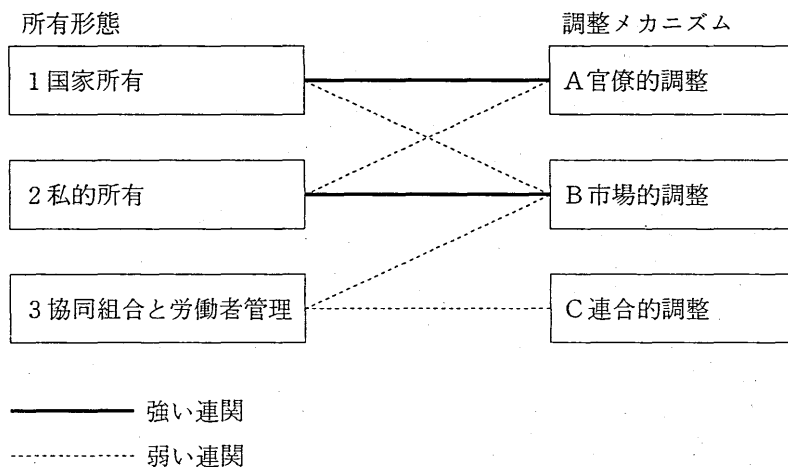 所有形態
調整メカニズム
1国家所有
A官僚的調整
2私的所有
B市場的調整
3協同組合と労働者管理
C連合的調整
強い連関
弱い連関